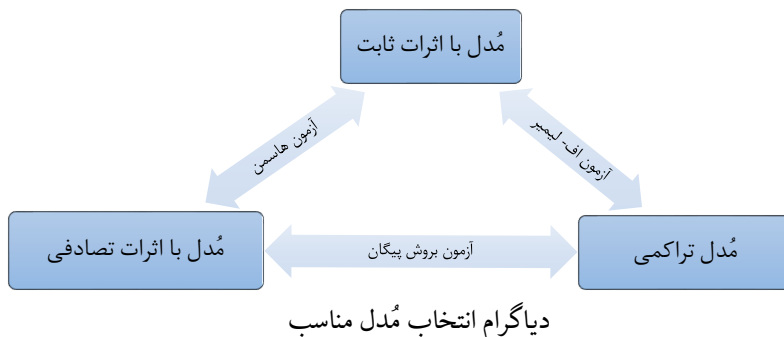 مُدل با اثرات ثابت
آزمون اف- لیمیر
آزمون هاسمن
مُدل تراکمی
آزمون بروش پیگان
مُدل با اثرات تصادفی
دیاگرام انتخاب مُدل مناسب